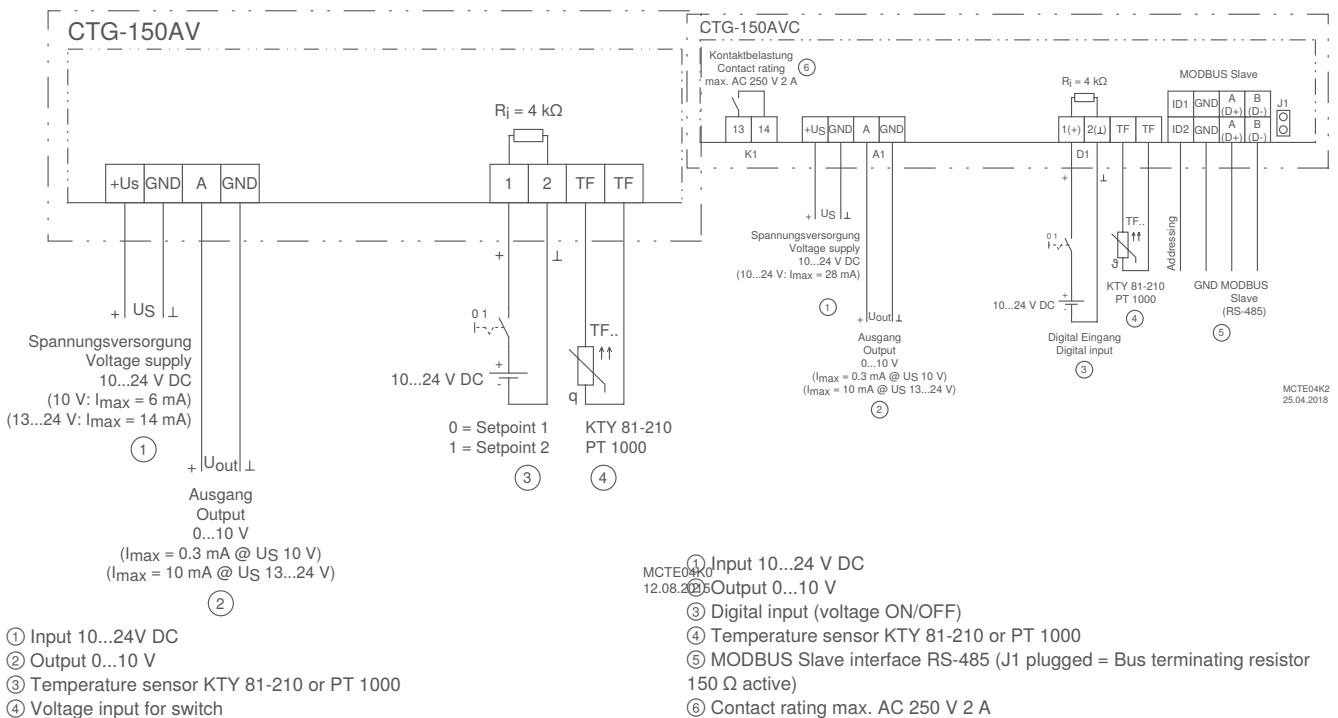 CTG-150AV
Ri = 4 kΩ
+Us GND A GND
1 2 TF TF
+ US ⊥
Spannungsversorgung
Voltage supply
10...24 V DC
(10 V: Imax = 6 mA)
(13...24 V: Imax = 14 mA)
1
+ Uout ⊥
Ausgang
Output
0...10 V
(Imax = 0.3 mA @ US 10 V)
(Imax = 10 mA @ US 13...24 V)
2
+ ⊥
0 1
+
10...24 V DC
-
0 = Setpoint 1
1 = Setpoint 2
3
TF..
q
KTY 81-210
PT 1000
4
MCTE04K0
12.08.2015
① Input 10...24V DC
② Output 0...10 V
③ Temperature sensor KTY 81-210 or PT 1000
④ Voltage input for switch
CTG-150AVC
Kontaktbelastung
Contact rating
max. AC 250 V 2 A
6
Ri = 4 kΩ
MODBUS Slave
13 14
+US GND A GND
1(+) 2(⊥) TF TF
ID1 GND A (D+) B (D-)
ID2 GND A (D+) B (D-)
J1
K1
A1
D1
+ US ⊥
Spannungsversorgung
Voltage supply
10...24 V DC
(10...24 V: Imax = 28 mA)
1
+ Uout ⊥
Ausgang
Output
0...10 V
(Imax = 0.3 mA @ US 10 V)
(Imax = 10 mA @ US 13...24 V)
2
+ ⊥
0 1
+
10...24 V DC
-
Digital Eingang
Digital input
3
TF..
ϑ
KTY 81-210
PT 1000
4
Addressing
GND MODBUS
Slave
(RS-485)
5
MCTE04K2
25.04.2018
① Input 10...24 V DC
② Output 0...10 V
③ Digital input (voltage ON/OFF)
④ Temperature sensor KTY 81-210 or PT 1000
⑤ MODBUS Slave interface RS-485 (J1 plugged = Bus terminating resistor
150 Ω active)
⑥ Contact rating max. AC 250 V 2 A